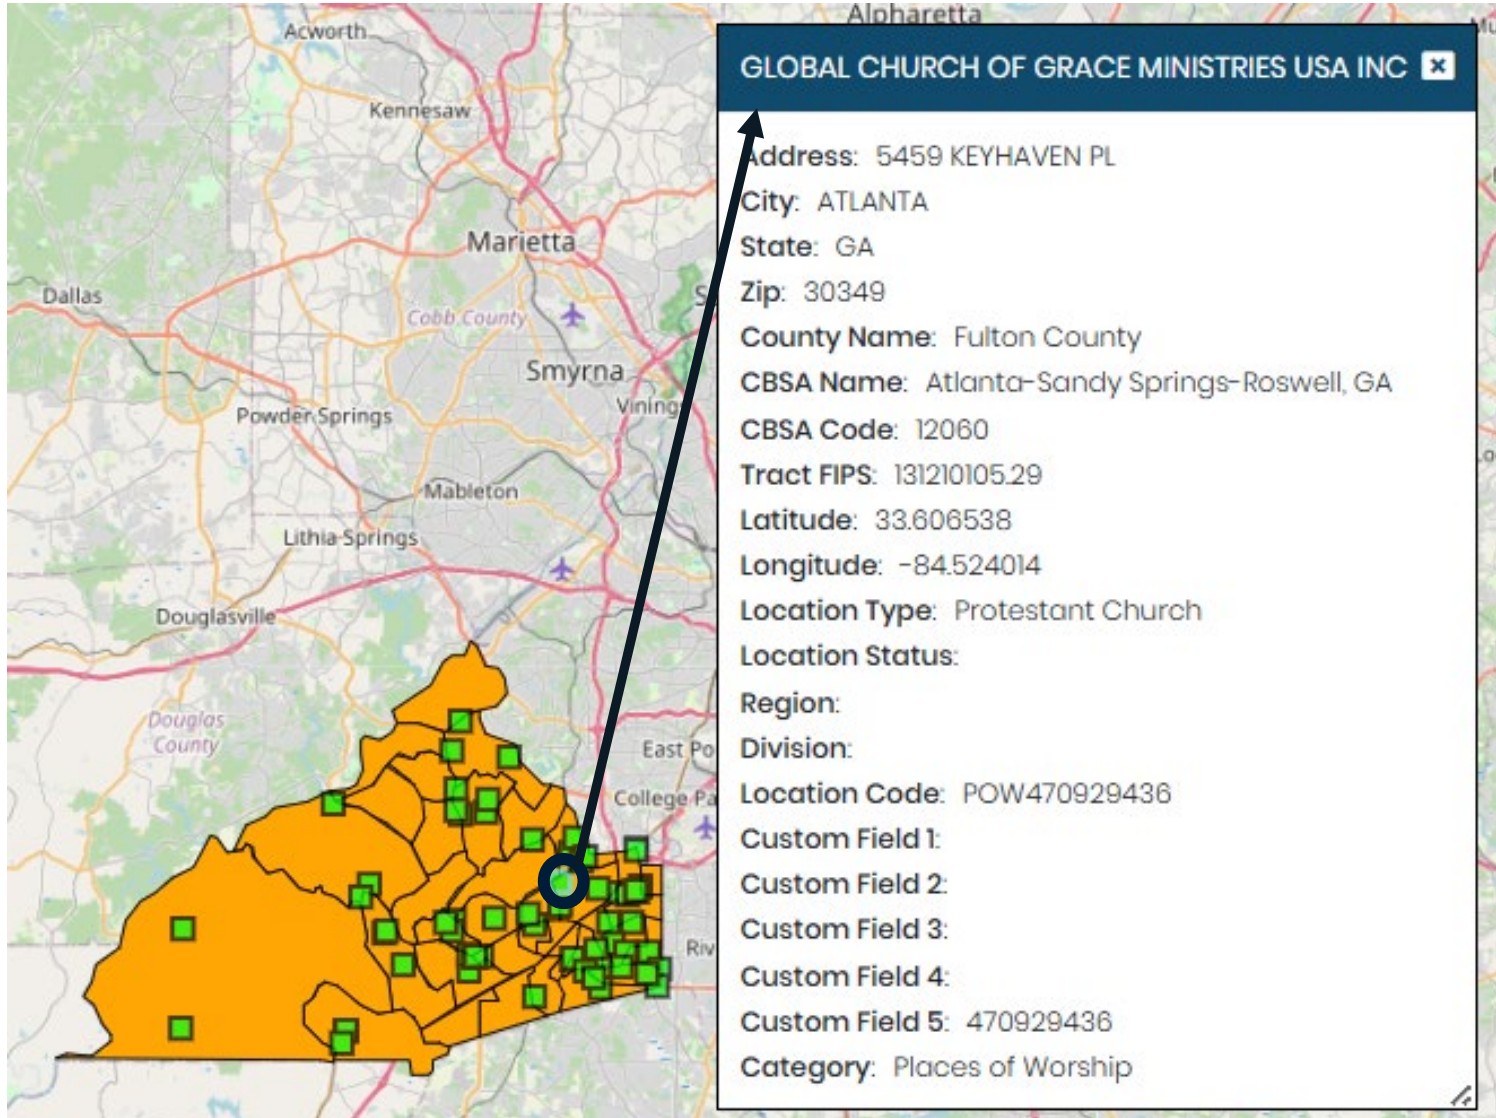 Acworth
Alpharetta
Kennesaw
Marietta
Dallas
Cobb County
Smyrna
Powder Springs
Mableton
Lithia Springs
Douglasville
Douglas
County
GLOBAL CHURCH OF GRACE MINISTRIES USA INC
Address: 5459 KEYHAVEN PL
City: ATLANTA
State: GA
Zip: 30349
County Name: Fulton County
CBSA Name: Atlanta-Sandy Springs-Roswell, GA
CBSA Code: 12060
Tract FIPS: 131210105.29
Latitude: 33.606538
Longitude: -84.524014
Location Type: Protestant Church
Location Status:
Region:
Division:
Location Code: POW470929436
Custom Field 1:
Custom Field 2:
Custom Field 3:
Custom Field 4:
Custom Field 5: 470929436
Category: Places of Worship
Vining
East Po
College Pa
Riv